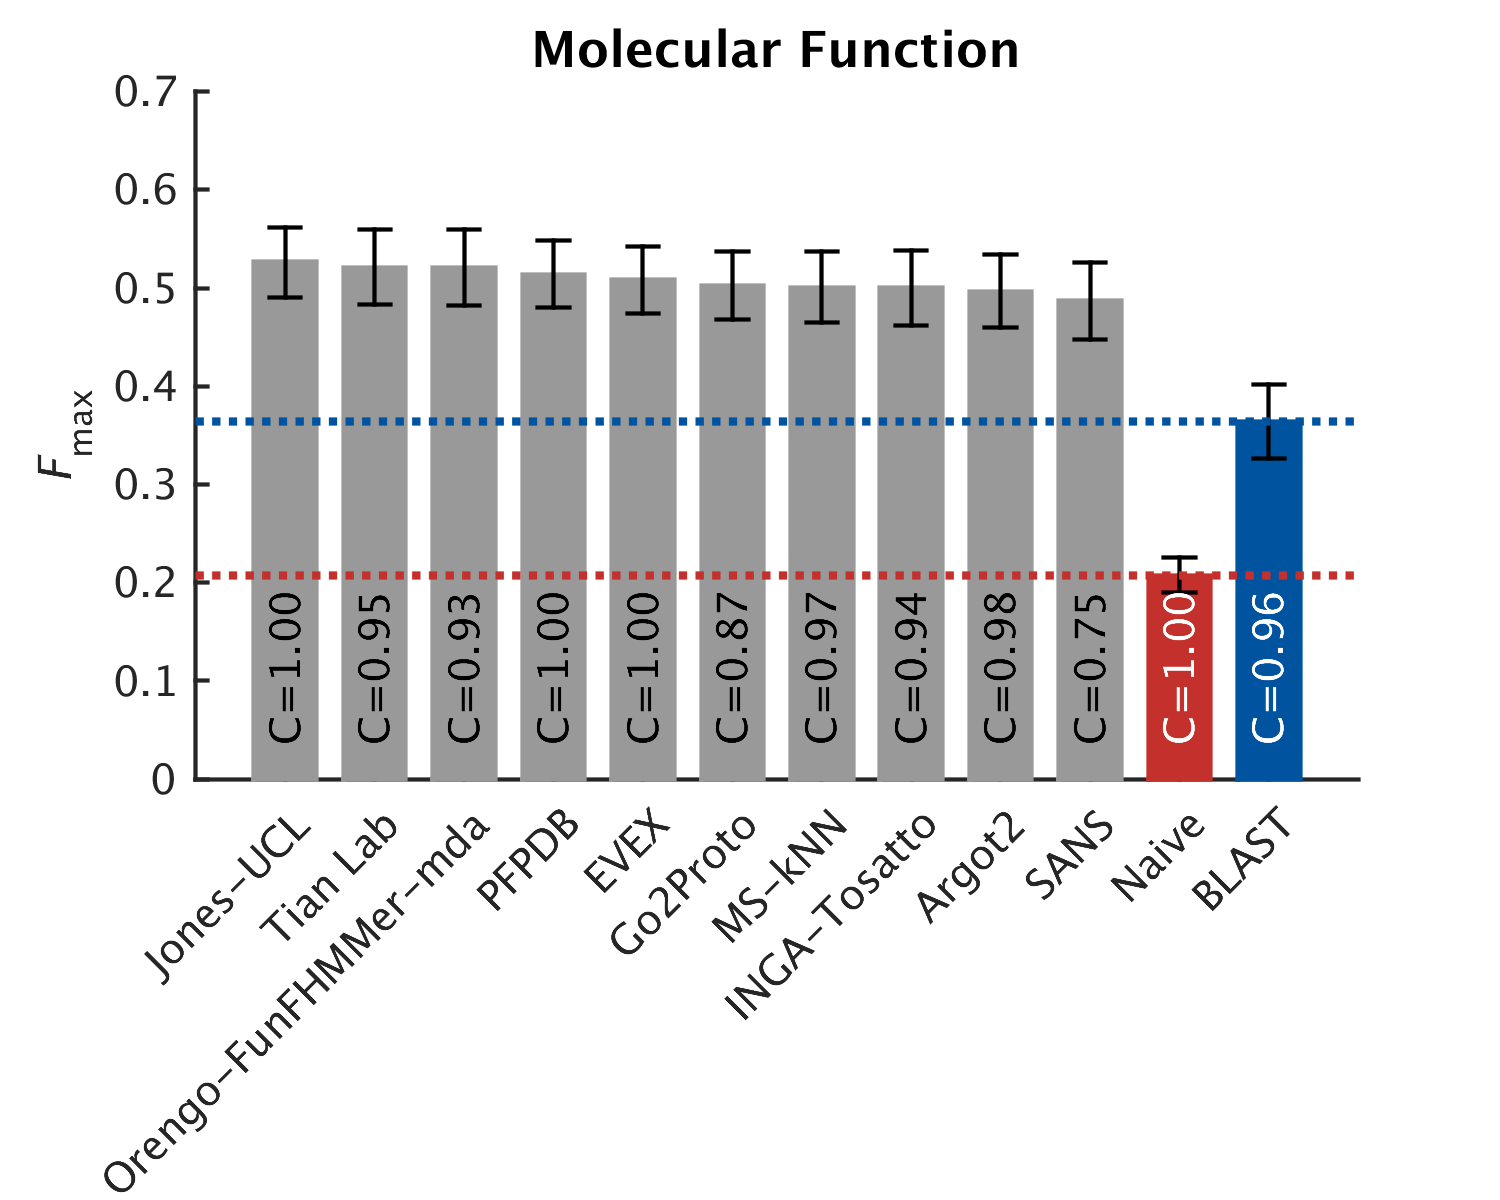 Molecular Function
0.7
0.6
0.5
0.4
0.3
0.2
0.1
0
Fmax
C=1.00
C=0.95
C=0.93
C=1.00
C=1.00
C=0.87
C=0.97
C=0.94
C=0.98
C=0.75
C=1.00
C=0.96
Jones-UCL
Tian Lab
Orengo-FunFHMMer-mda
PFPDB
EVEX
Go2Proto
MS-kNN
INGA-Tosatto
Argot2
SANS
Naive
BLAST